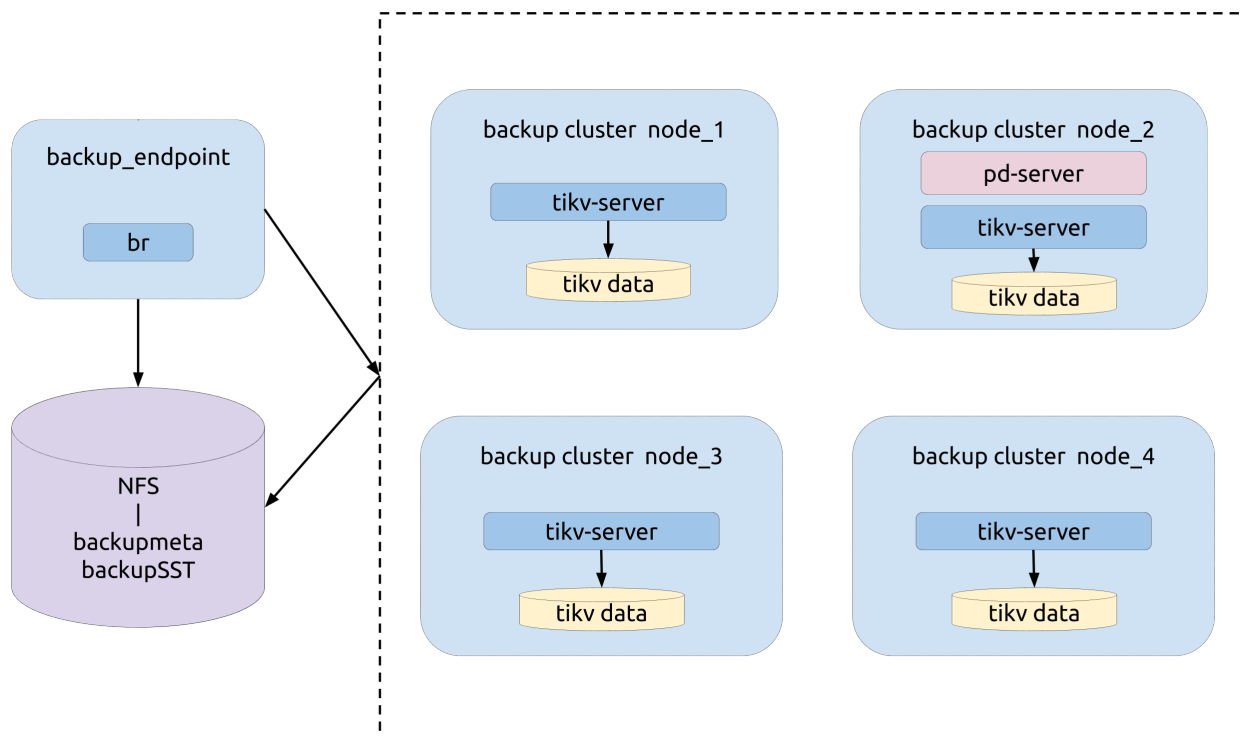 backup_endpoint
br
NFS
|
backupmeta
backupSST
backup cluster node_1
tikv-server
tikv data
backup cluster node_2
pd-server
tikv-server
tikv data
backup cluster node_3
tikv-server
tikv data
backup cluster node_4
tikv-server
tikv data